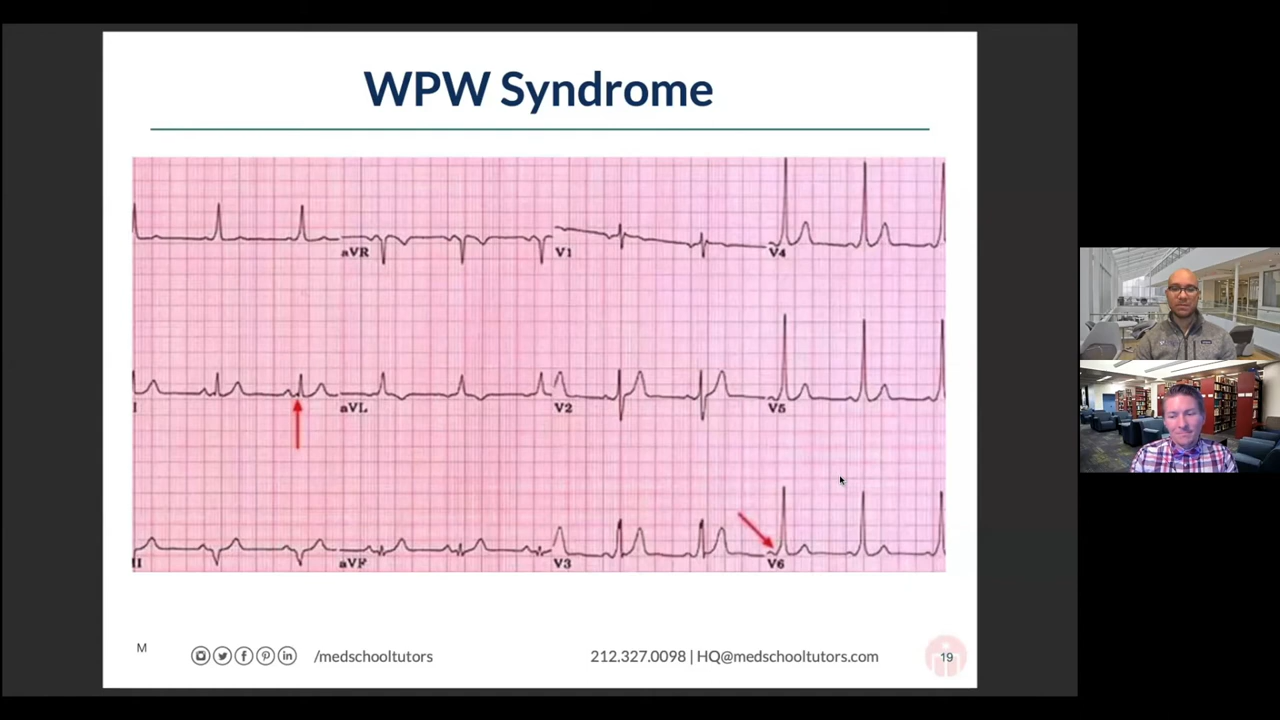 WPW Syndrome
aVR
V1
V4
I
aVL
V2
V5
II
aVF
V3
V6
M
/medschooltutors
212.327.0098 | HQ@medschooltutors.com
19